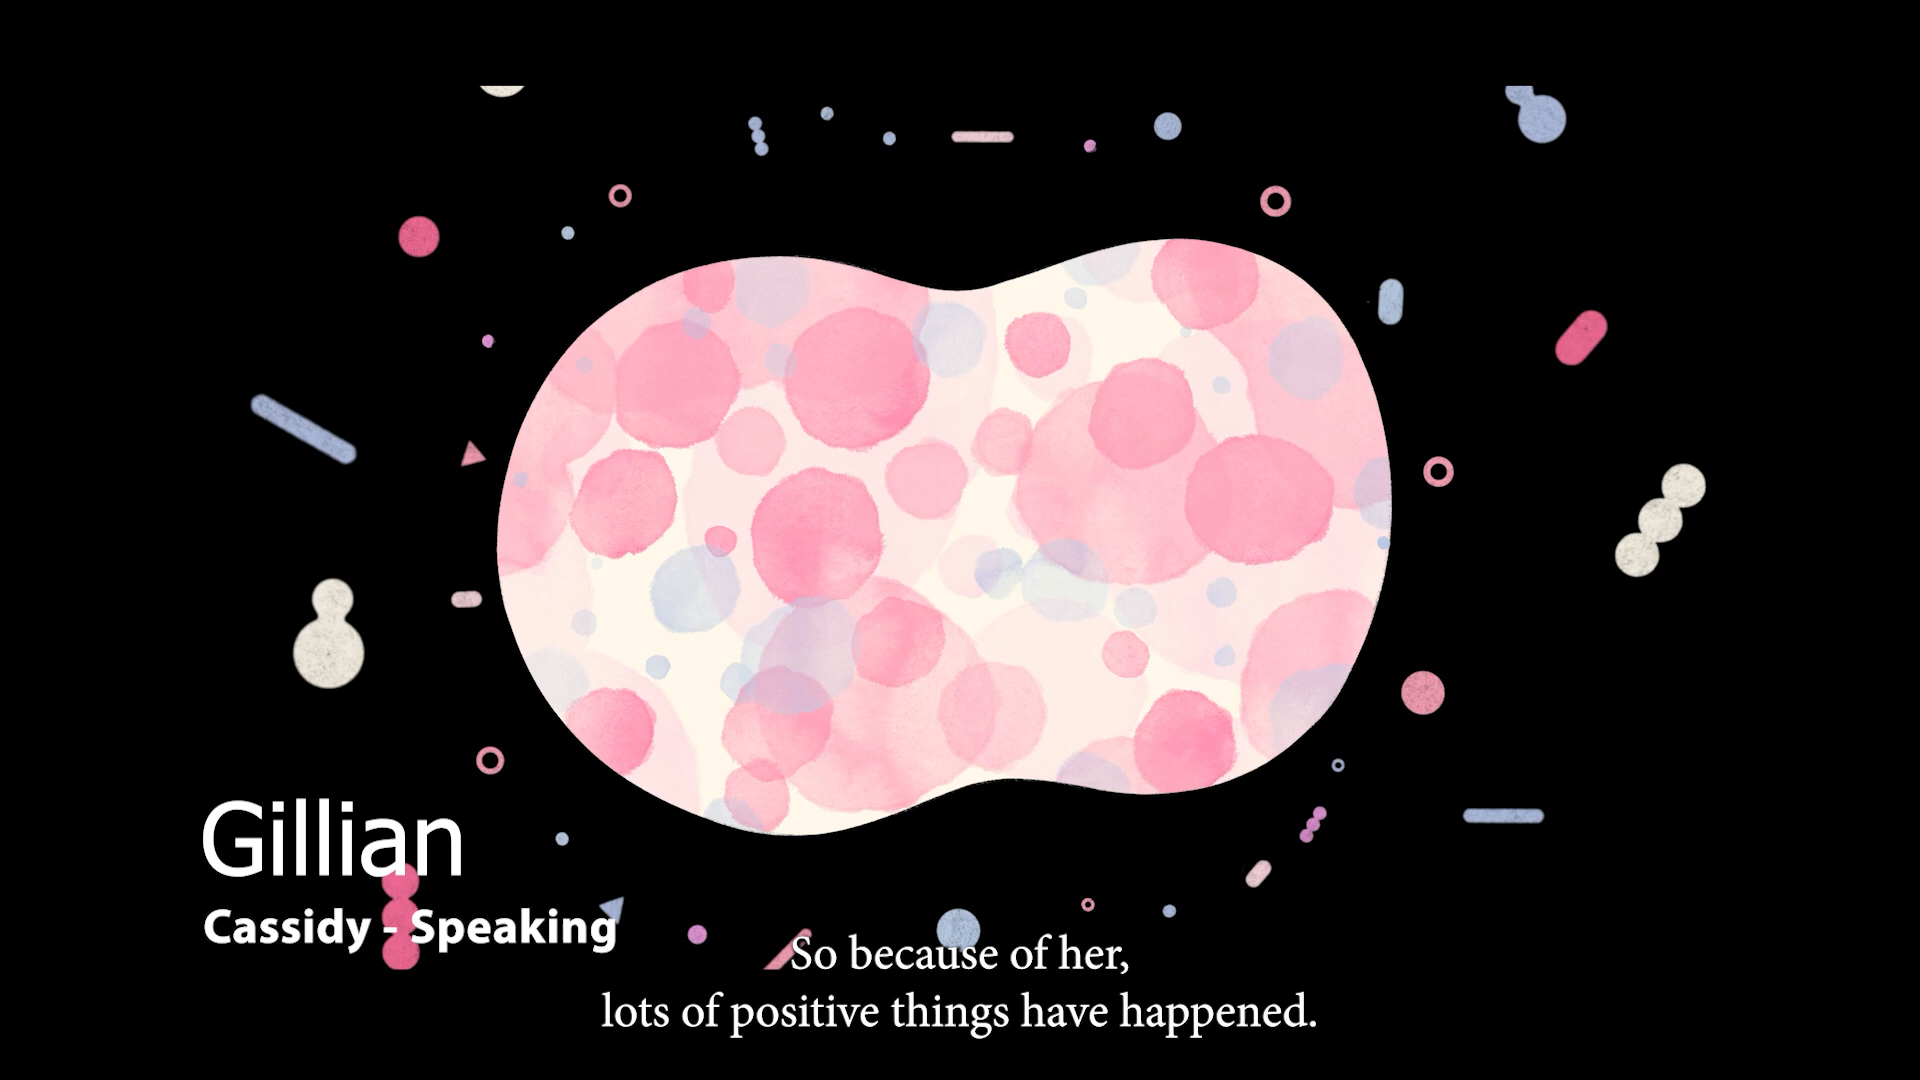 Gillian
Cassidy - Speaking
So because of her,
lots of positive things have happened.